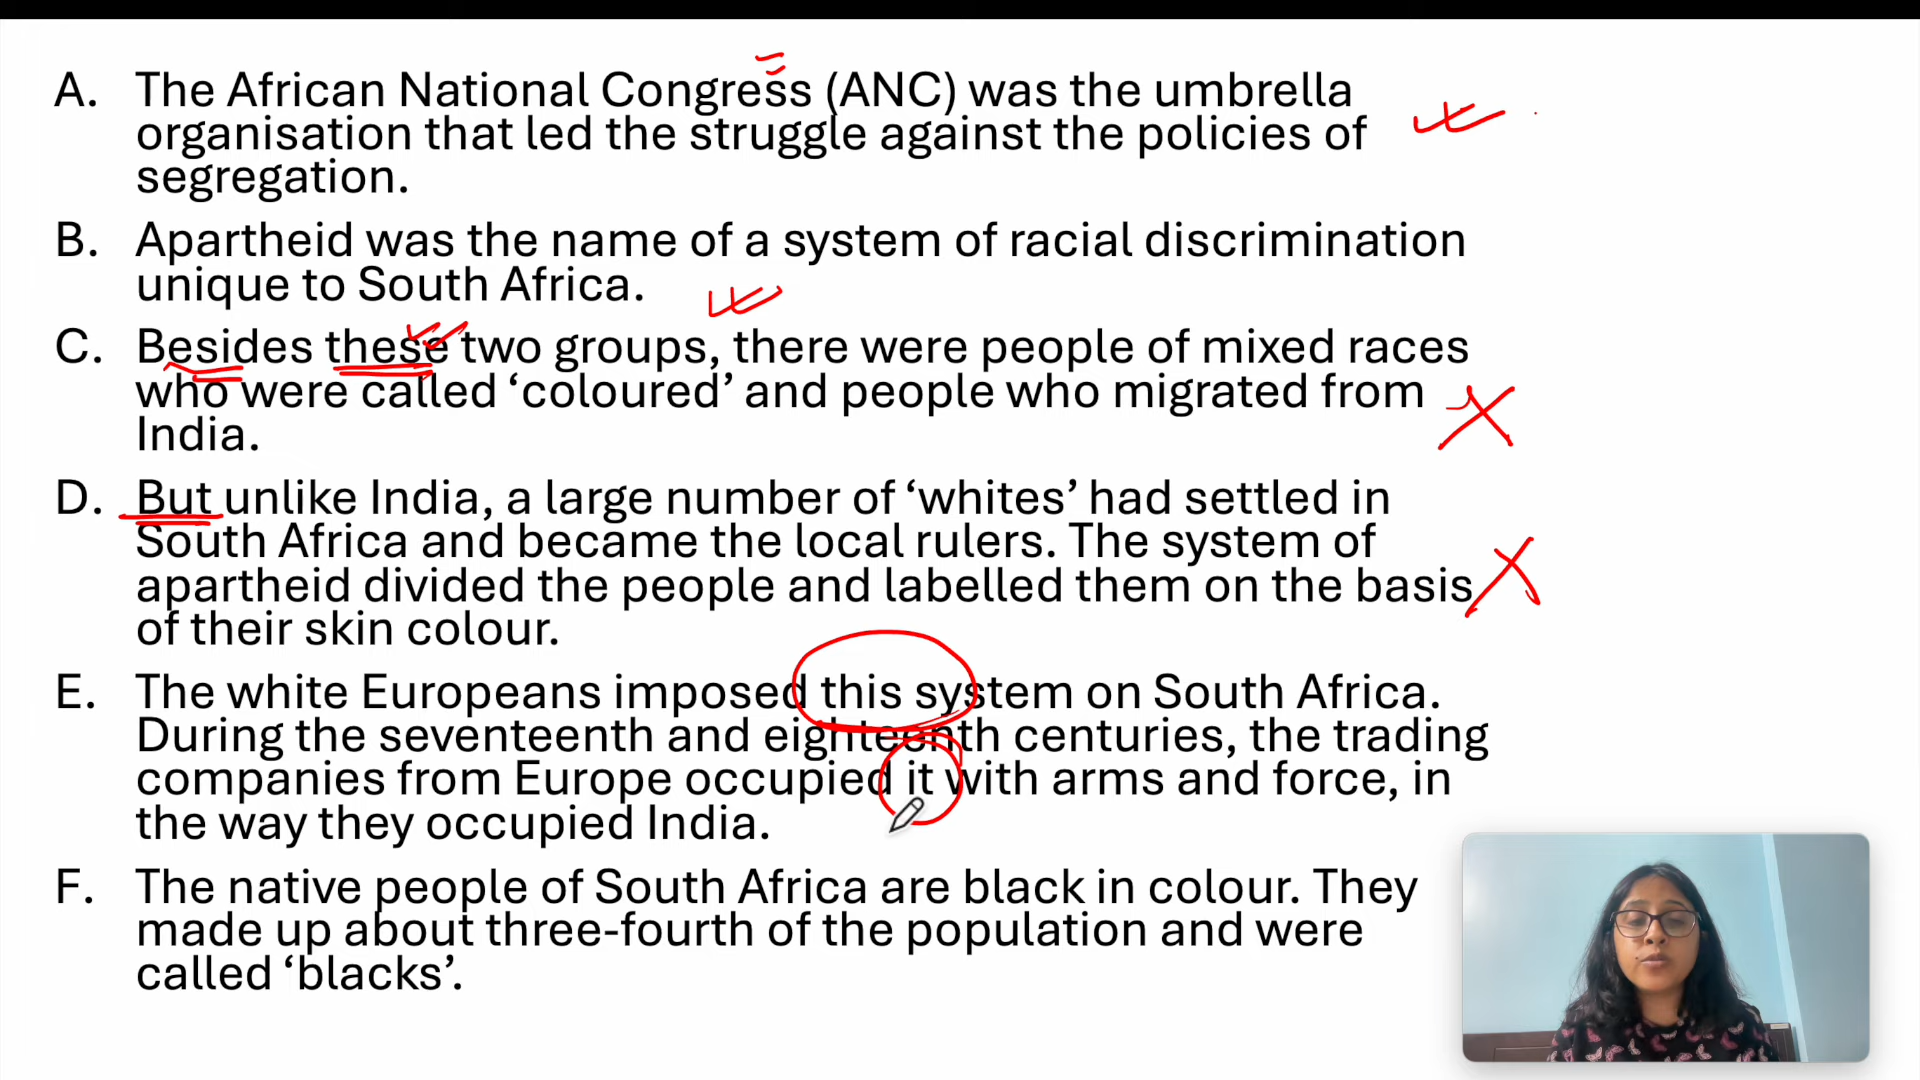 A. The African National Congress (ANC) was the umbrella
organisation that led the struggle against the policies of
segregation.
B. Apartheid was the name of a system of racial discrimination
unique to South Africa.
C. Besides these two groups, there were people of mixed races
who were called ‘coloured’ and people who migrated from
India.
D. But unlike India, a large number of ‘whites’ had settled in
South Africa and became the local rulers. The system of
apartheid divided the people and labelled them on the basis
of their skin colour.
E. The white Europeans imposed this system on South Africa.
During the seventeenth and eighteenth centuries, the trading
companies from Europe occupied it with arms and force, in
the way they occupied India.
F. The native people of South Africa are black in colour. They
made up about three-fourth of the population and were
called ‘blacks’.